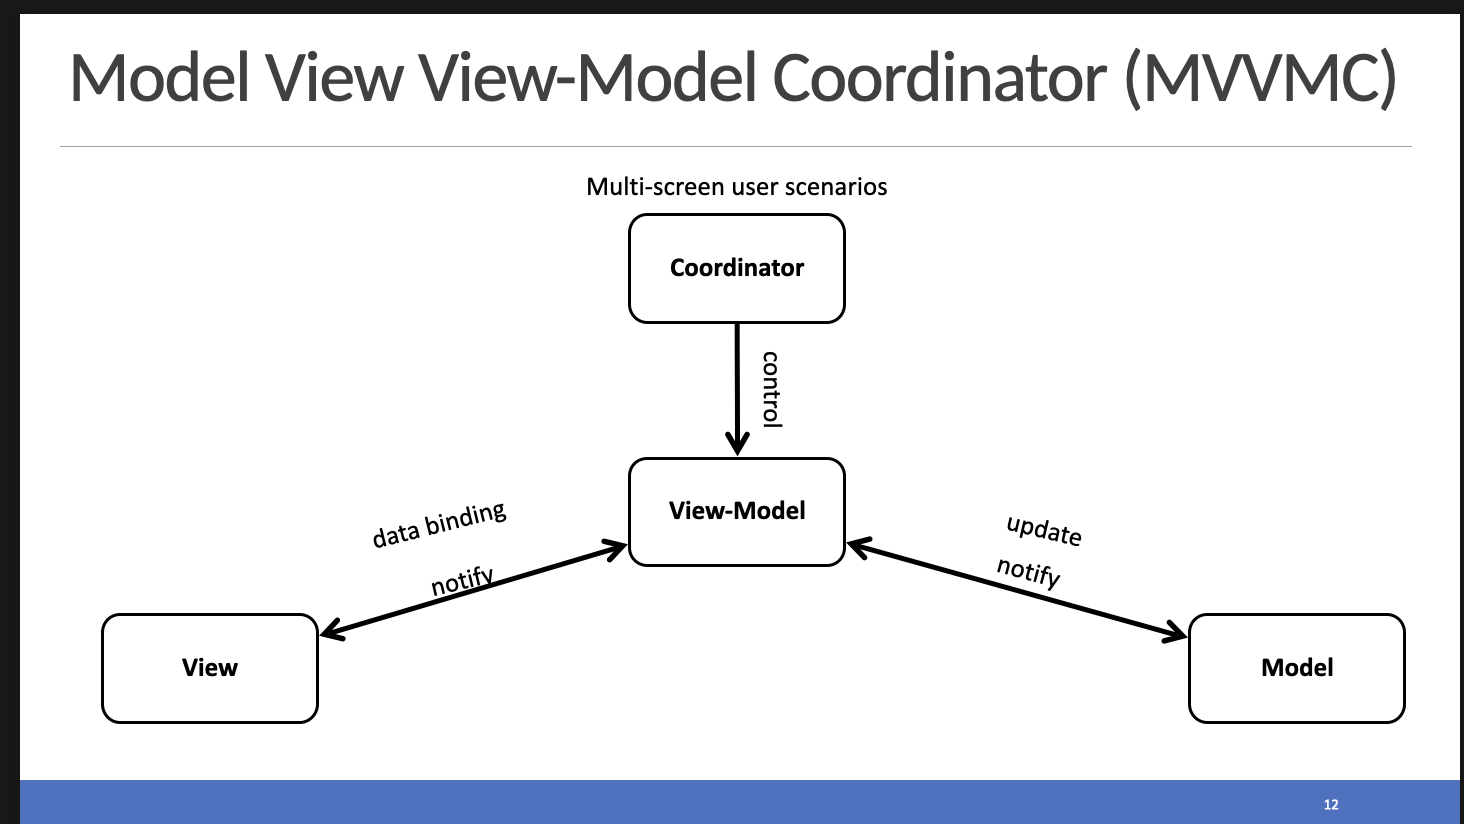 Model View View-Model Coordinator (MVVMC)
Multi-screen user scenarios
Coordinator
control
View-Model
data binding
notify
update
notify
View
Model
12